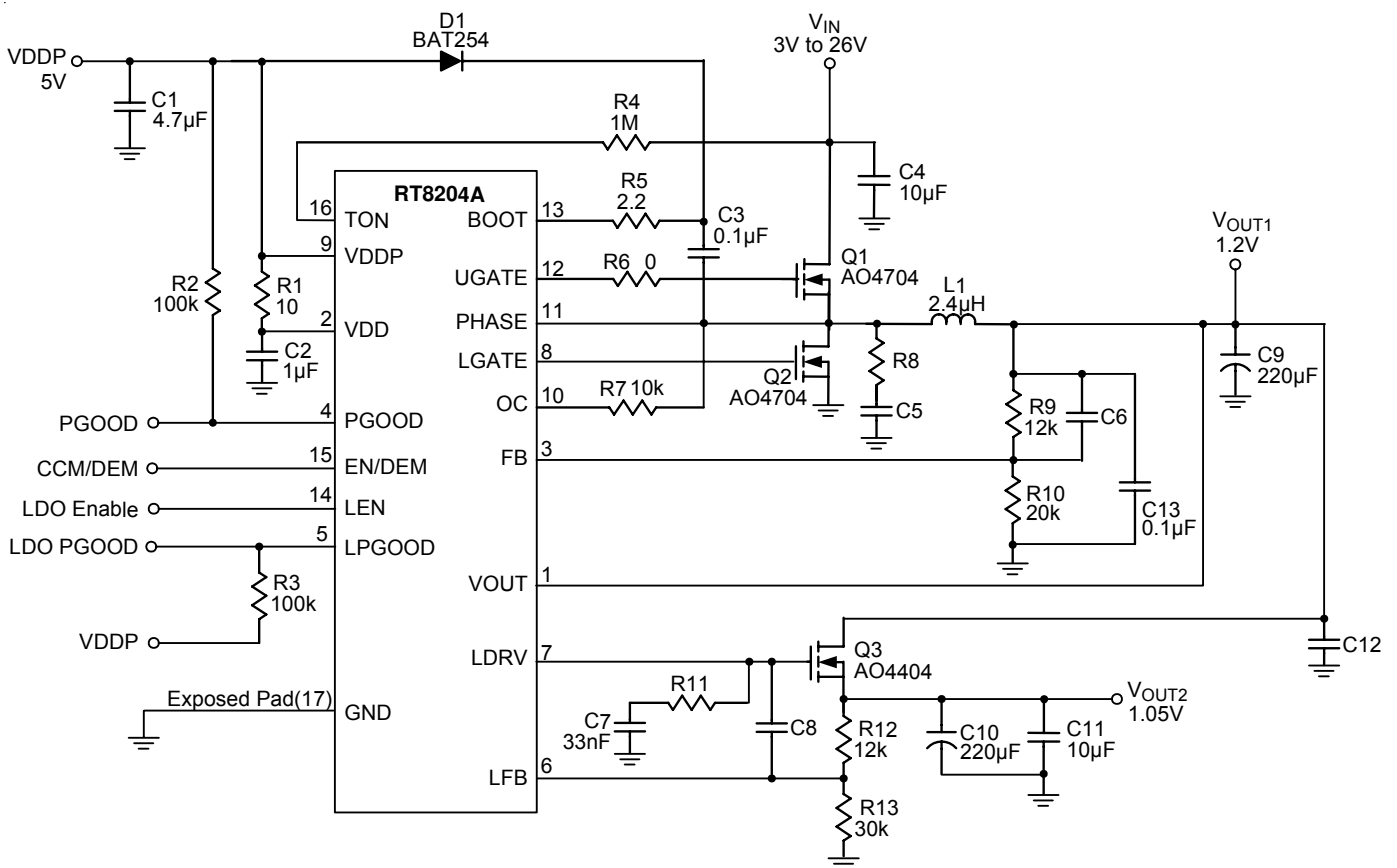 D1
BAT254
VIN
3V to 26V
VDDP
5V
C1
4.7µF
R4
1M
C4
10µF
RT8204A
R5
2.2
C3
0.1µF
16
TON
BOOT
13
9
VDDP
R2
100k
R1
10
UGATE
12
R6 0
Q1
AO4704
VOUT1
1.2V
L1
2.4µH
2
VDD
PHASE
11
C2
1µF
LGATE
8
Q2
AO4704
R8
C9
220µF
OC
10
R7 10k
C5
R9
12k
C6
PGOOD
4
PGOOD
CCM/DEM
15
EN/DEM
FB
3
R10
20k
C13
0.1µF
LDO Enable
14
LEN
LDO PGOOD
5
LPGOOD
R3
100k
VOUT
1
VDDP
LDRV
7
Q3
AO4404
C12
Exposed Pad(17)
GND
R11
C7
33nF
C8
R12
12k
VOUT2
1.05V
C10
220µF
C11
10µF
LFB
6
R13
30k